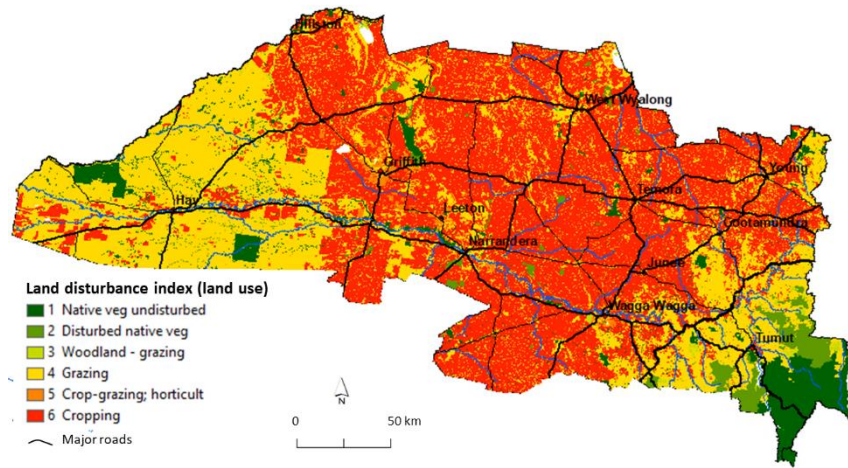 Hillston
West Wyalong
Griffith
Young
Temora
Hay
Leeton
Cootamundra
Narrandera
Junee
Wagga Wagga
Tumut
Land disturbance index (land use)
1 Native veg undisturbed
2 Disturbed native veg
3 Woodland - grazing
4 Grazing
5 Crop-grazing; horticult
6 Cropping
Major roads
N
0 50 km